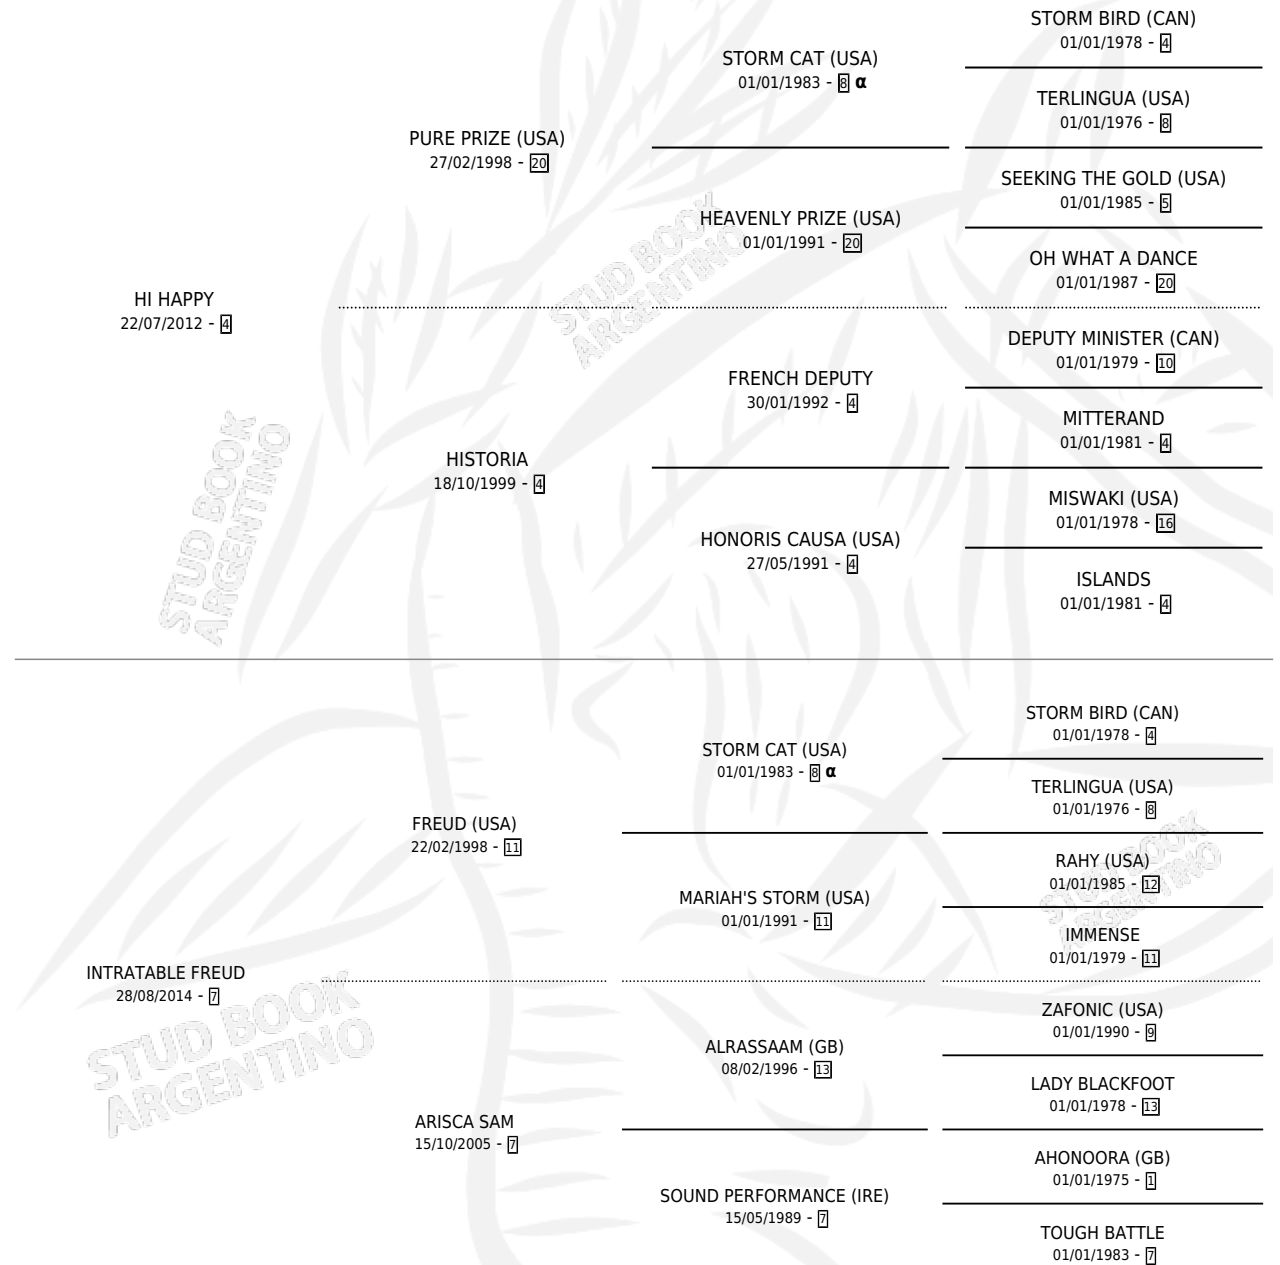 STORM BIRD (CAN)
01/01/1978 - 4
STORM CAT (USA)
01/01/1983 - 8 α
TERLINGUA (USA)
01/01/1976 - 8
PURE PRIZE (USA)
27/02/1998 - 20
SEEKING THE GOLD (USA)
01/01/1985 - 5
HEAVENLY PRIZE (USA)
01/01/1991 - 20
OH WHAT A DANCE
01/01/1987 - 20
HI HAPPY
22/07/2012 - 4
DEPUTY MINISTER (CAN)
01/01/1979 - 10
FRENCH DEPUTY
30/01/1992 - 4
MITTERAND
01/01/1981 - 4
HISTORIA
18/10/1999 - 4
MISWAKI (USA)
01/01/1978 - 16
HONORIS CAUSA (USA)
27/05/1991 - 4
ISLANDS
01/01/1981 - 4
STUD BOOK
ARGENTINO
STUD BOOK
ARGENTINO
STORM BIRD (CAN)
01/01/1978 - 4
STORM CAT (USA)
01/01/1983 - 8 α
TERLINGUA (USA)
01/01/1976 - 8
FREUD (USA)
22/02/1998 - 11
RAHY (USA)
01/01/1985 - 12
MARIAH'S STORM (USA)
01/01/1991 - 11
IMMENSE
01/01/1979 - 11
INTRATABLE FREUD
28/08/2014 - 7
ZAFONIC (USA)
01/01/1990 - 9
ALRASSAAM (GB)
08/02/1996 - 13
LADY BLACKFOOT
01/01/1978 - 13
ARISCA SAM
15/10/2005 - 7
AHONOORA (GB)
01/01/1975 - 1
SOUND PERFORMANCE (IRE)
15/05/1989 - 7
TOUGH BATTLE
01/01/1983 - 7
STUD BOOK
ARGENTINO
STUD BOOK
ARGENTINO